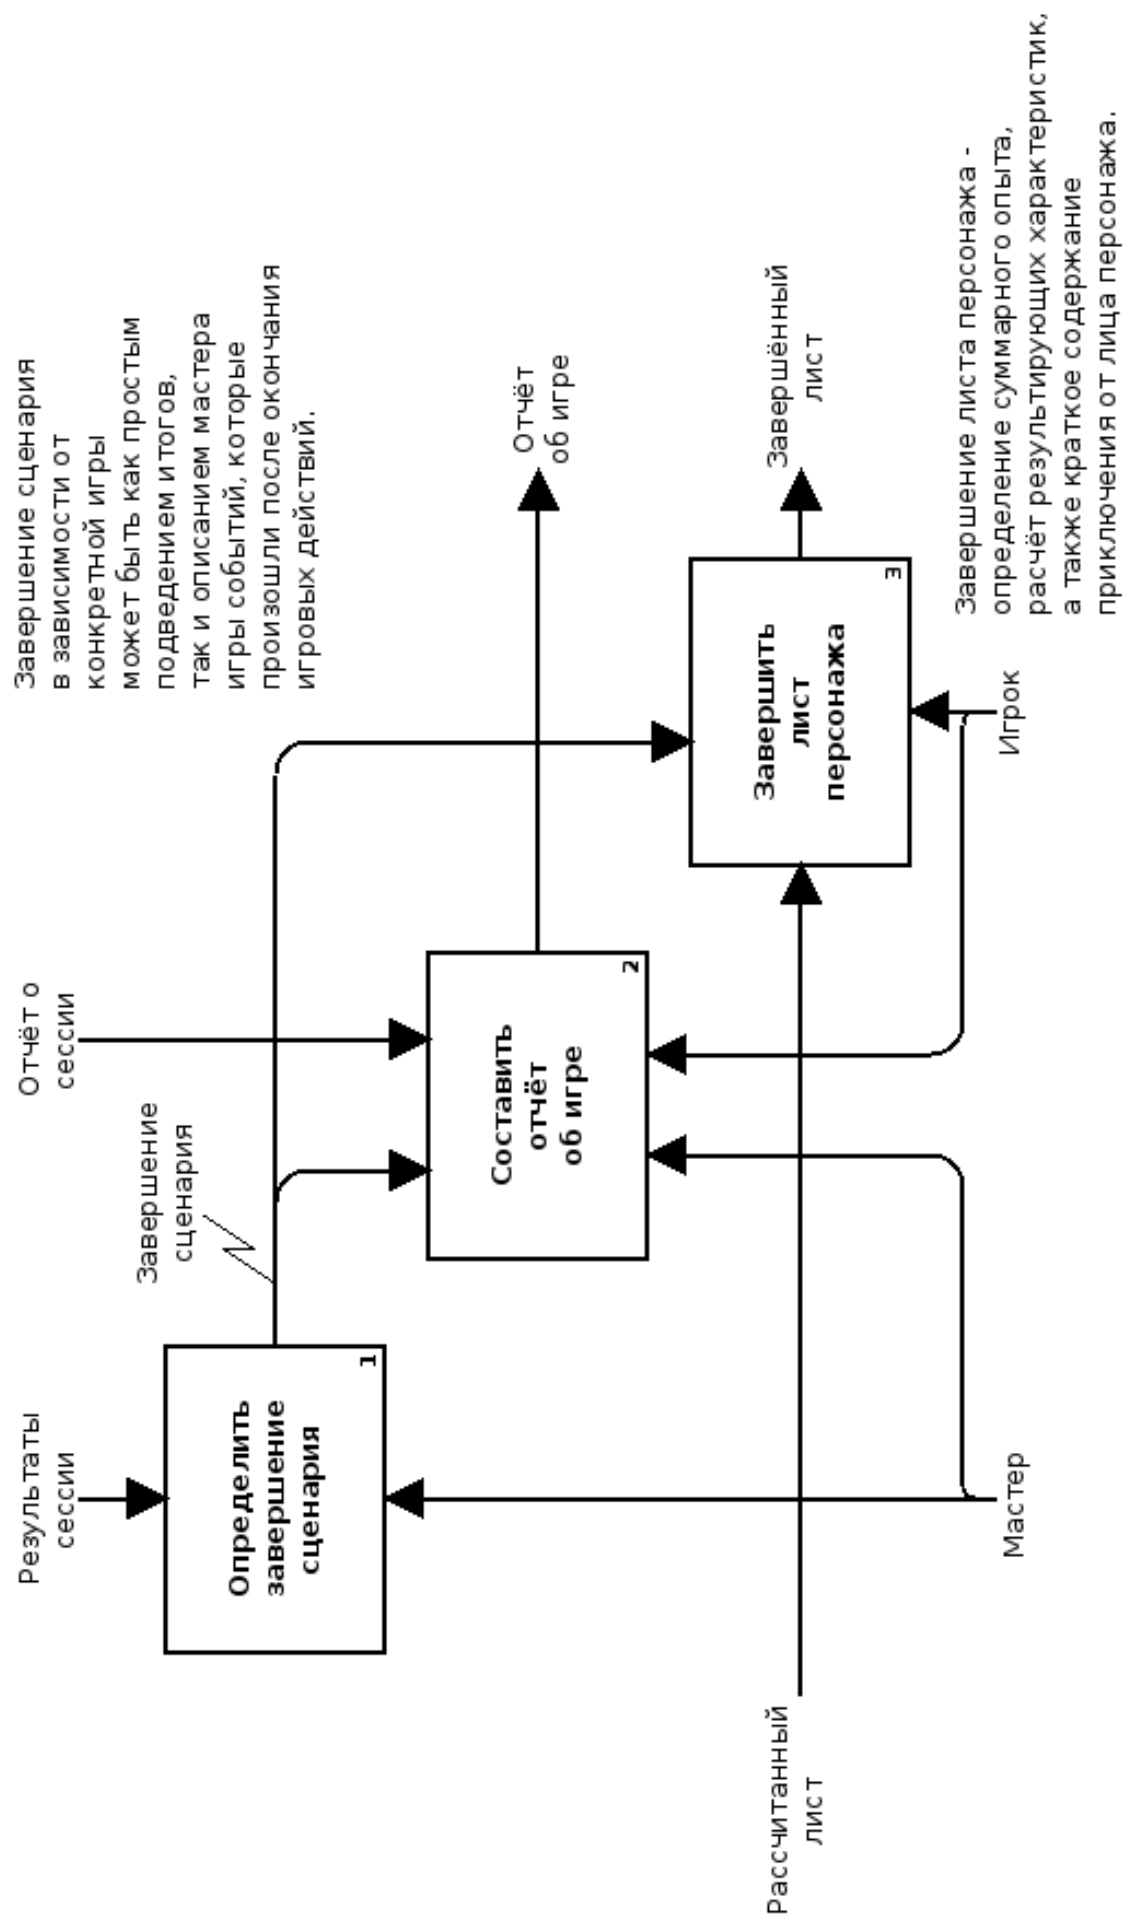 Результаты
сессии
Отчёт о
сессии
Завершение сценария
в зависимости от
конкретной игры
может быть как простым
подведением итогов,
так и описанием мастера
игры событий, которые
произошли после окончания
игровых действий.
Завершение
сценария
Определить
завершение
сценария
1
Составить
отчёт
об игре
2
Отчёт
об игре
Рассчитанный
лист
Завершить
лист
персонажа
3
Завершённый
лист
Мастер
Игрок
Завершение листа персонажа -
определение суммарного опыта,
расчёт результирующих характеристик,
а также краткое содержание
приключения от лица персонажа.